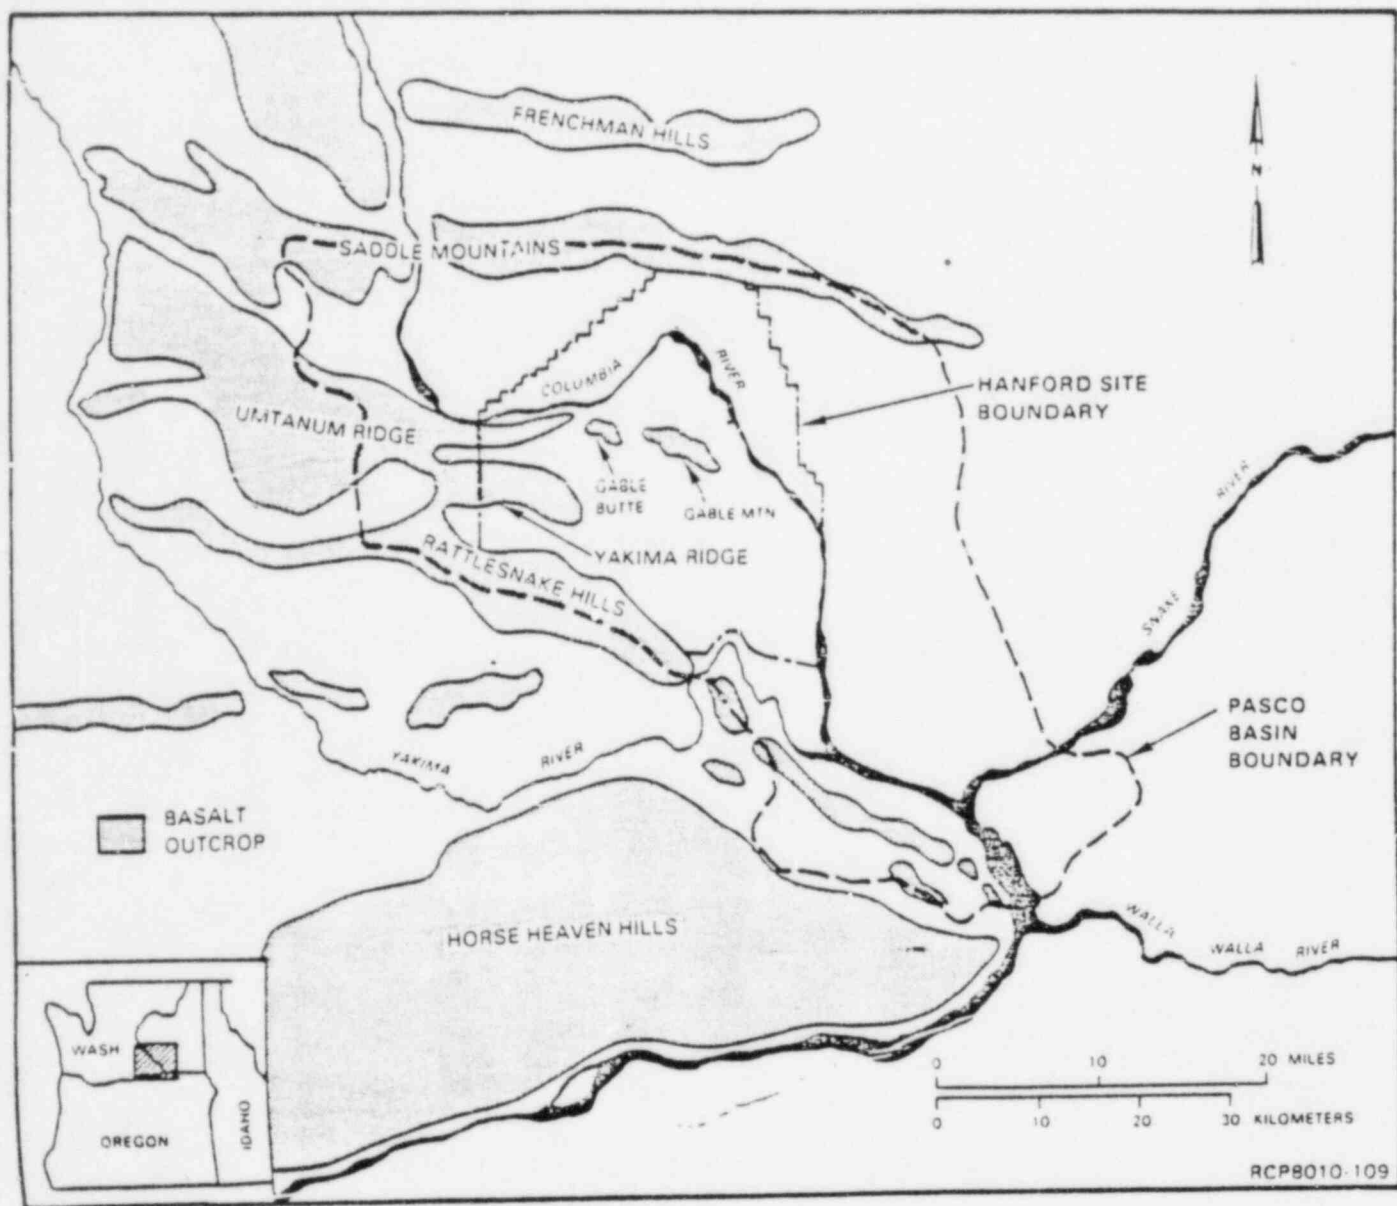 FRENCHMAN HILLS
N
SADDLE MOUNTAINS
COLUMBIA
RIVER
HANFORD SITE
BOUNDARY
UMTANUM RIDGE
GABLE
BUTTE
GABLE MTN
RIVER
SNAKE
YAKIMA RIDGE
RATTLESNAKE HILLS
PASCO
BASIN
BOUNDARY
YAKIMA
RIVER
BASALT
OUTCROP
HORSE HEAVEN HILLS
WALLA
WALLA RIVER
WASH
OREGON
IDAHO
0 10 20 MILES
0 10 20 30 KILOMETERS
RCP8010-109